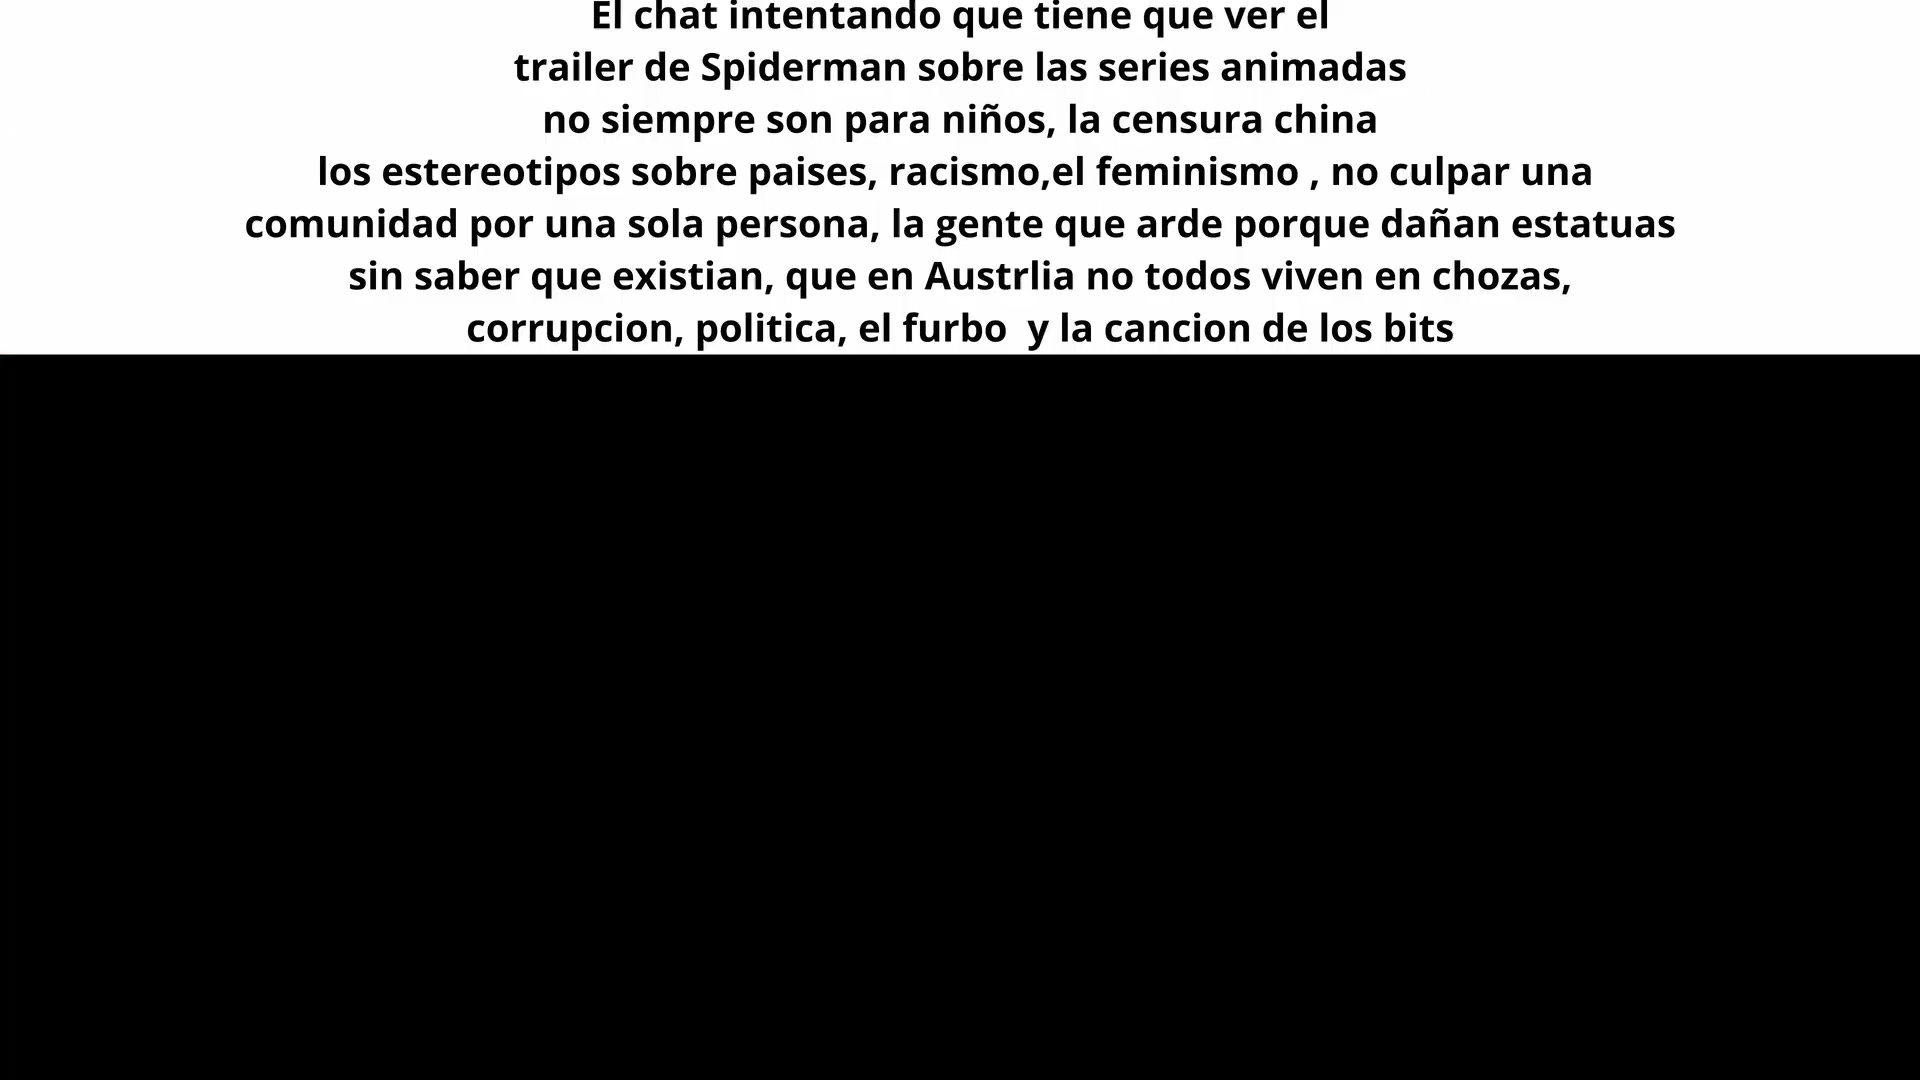 El chat intentando que tiene que ver el
trailer de Spiderman sobre las series animadas
no siempre son para niños, la censura china
los estereotipos sobre paises, racismo,el feminismo , no culpar una
comunidad por una sola persona, la gente que arde porque dañan estatuas
sin saber que existian, que en Austrlia no todos viven en chozas,
corrupcion, politica, el furbo  y la cancion de los bits